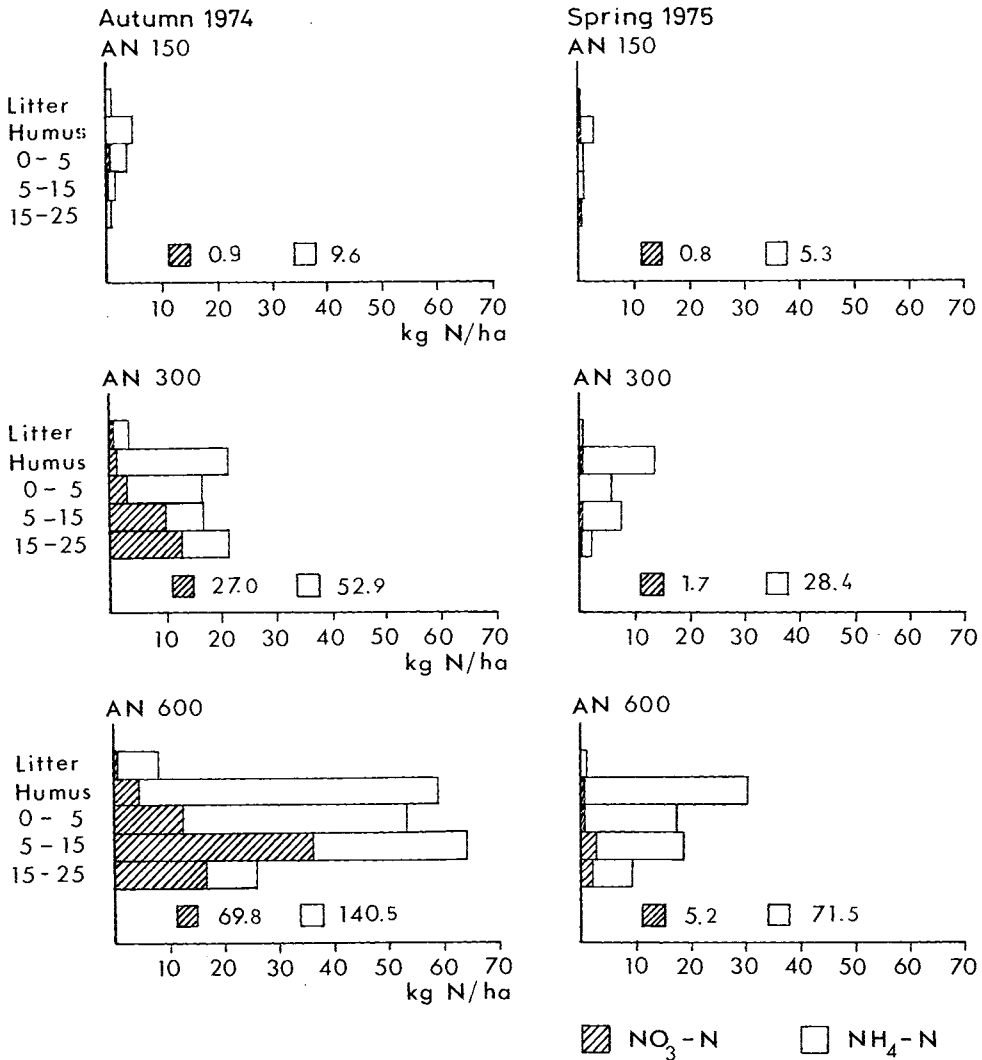 Autumn 1974
AN 150
Litter
Humus
0-5
5-15
15-25
0.9 9.6
10 20 30 40 50 60 70
kg N/ha
Spring 1975
AN 150
0.8 5.3
10 20 30 40 50 60 70
AN 300
Litter
Humus
0-5
5-15
15-25
27.0 52.9
10 20 30 40 50 60 70
kg N/ha
AN 300
1.7 28.4
10 20 30 40 50 60 70
AN 600
Litter
Humus
0-5
5-15
15-25
69.8 140.5
10 20 30 40 50 60 70
kg N/ha
AN 600
5.2 71.5
10 20 30 40 50 60 70
NO₃-N NH₄-N